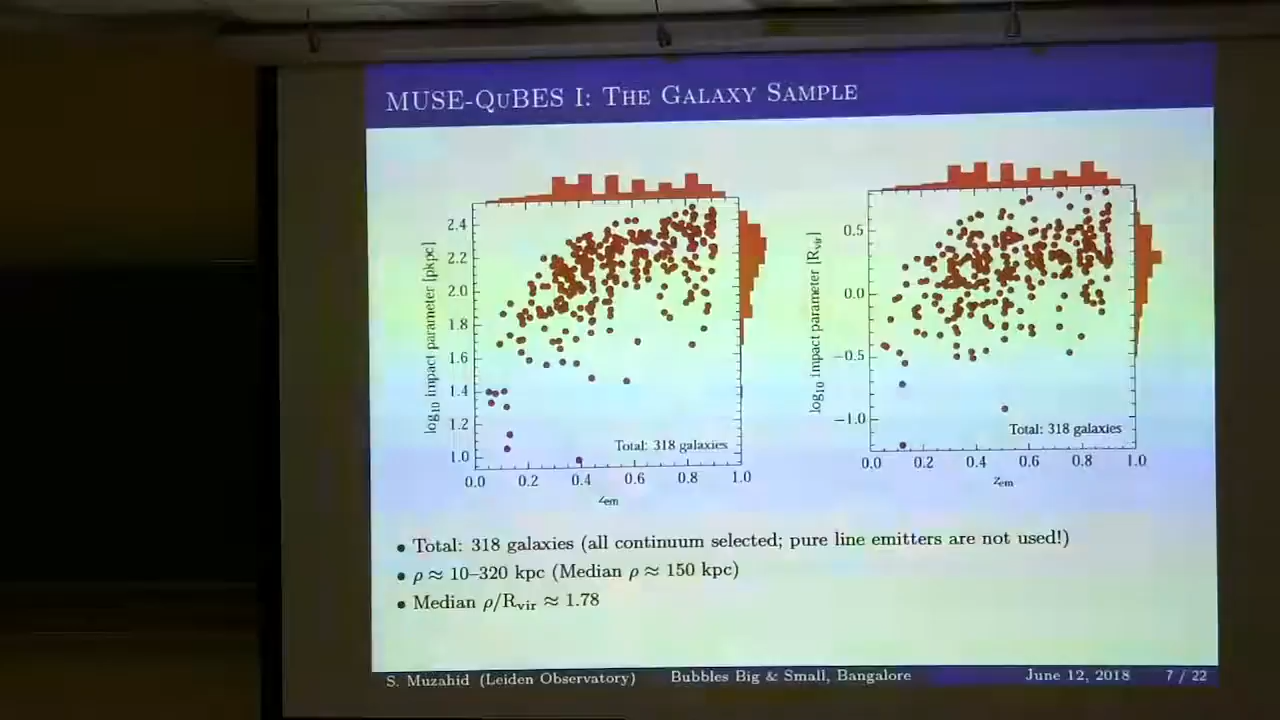 MUSE-QuBES I: The Galaxy Sample
log10 impact parameter [pkpc]
2.4
2.2
2.0
1.8
1.6
1.4
1.2
1.0
Total: 318 galaxies
0.0 0.2 0.4 0.6 0.8 1.0
zem
log10 impact parameter [Rvir]
0.5
0.0
−0.5
−1.0
Total: 318 galaxies
0.0 0.2 0.4 0.6 0.8 1.0
zem
• Total: 318 galaxies (all continuum selected; pure line emitters are not used!)
• ρ ≈ 10–320 kpc (Median ρ ≈ 150 kpc)
• Median ρ/Rvir ≈ 1.78
S. Muzahid (Leiden Observatory) Bubbles Big & Small, Bangalore June 12, 2018 7 / 22